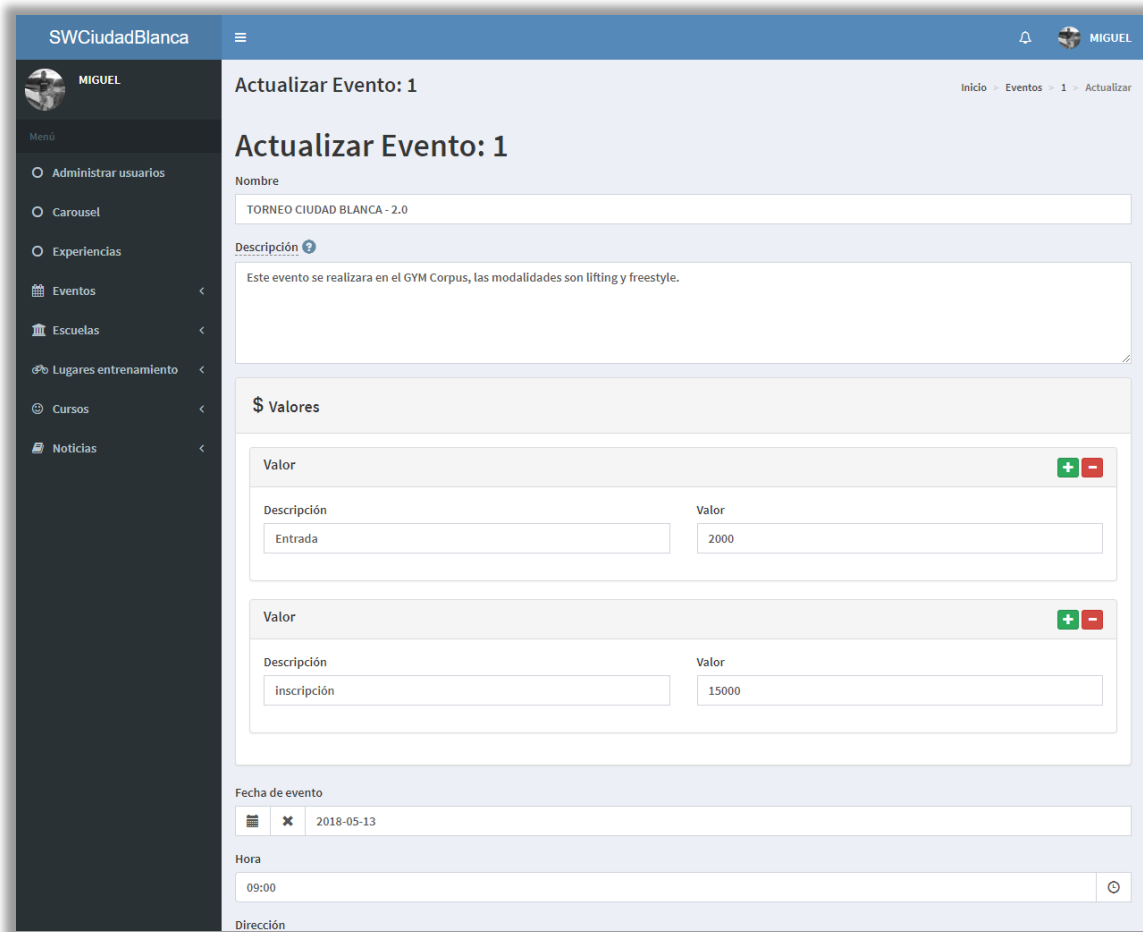 SWCiudadBlanca
MIGUEL
MIGUEL
Menú
Administrar usuarios
Carousel
Experiencias
Eventos
Escuelas
Lugares entrenamiento
Cursos
Noticias
Actualizar Evento: 1
Inicio > Eventos > 1 > Actualizar
Actualizar Evento: 1
Nombre
TORNEO CIUDAD BLANCA - 2.0
Descripción
Este evento se realizara en el GYM Corpus, las modalidades son lifting y freestyle.
$ Valores
Valor
Descripción Valor
Entrada 2000
Valor
Descripción Valor
inscripción 15000
Fecha de evento
2018-05-13
Hora
09:00
Dirección